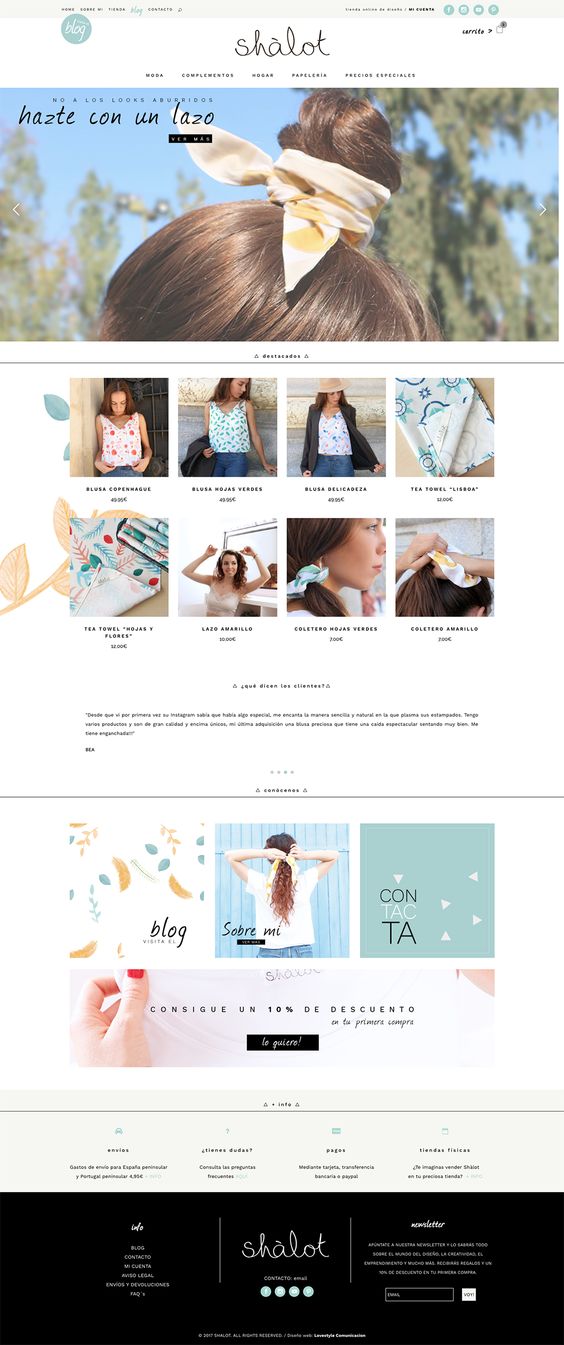 HOME SOBRE MI TIENDA blog CONTACTO
tienda online de diseño / MI CUENTA
blog
shàlot
carrito >
MODA COMPLEMENTOS HOGAR PAPELERÍA PRECIOS ESPECIALES
NO A LOS LOOKS ABURRIDOS
hazte con un lazo
VER MÁS
destacados
BLUSA COPENHAGUE
49.95€
BLUSA HOJAS VERDES
49.95€
BLUSA DELICADEZA
49.95€
TEA TOWEL "LISBOA"
12.00€
TEA TOWEL "HOJAS Y
FLORES"
12.00€
LAZO AMARILLO
10.00€
COLETERO HOJAS VERDES
7.00€
COLETERO AMARILLO
7.00€
¿qué dicen los clientes?
"Desde que vi por primera vez su Instagram sabía que había algo especial, me encanta la manera sencilla y natural en la que plasma sus estampados. Tengo
varios productos y son de gran calidad y encima únicos, mi última adquisición una blusa preciosa que tiene una caída espectacular sentando muy bien. Me
tiene enganchada!!!"
BEA
conócenos
blog
VISITA EL
Sobre mi
VER MÁS
CON
TAC
TA
shàlot
CONSIGUE UN 10% DE DESCUENTO
en tu primera compra
lo quiero!
+ info
envíos
Gastos de envío para España peninsular
y Portugal peninsular 4,95€ + INFO
¿tienes dudas?
Consulta las preguntas
frecuentes AQUÍ
pagos
Mediante tarjeta, transferencia
bancaria o paypal
tiendas físicas
¿Te imaginas vender Shàlot
en tu preciosa tienda? + INFO
info
BLOG
CONTACTO
MI CUENTA
AVISO LEGAL
ENVÍOS Y DEVOLUCIONES
FAQ´s
shàlot
CONTACTO: email
newsletter
APÚNTATE A NUESTRA NEWSLETTER Y LO SABRÁS TODO
SOBRE EL MUNDO DEL DISEÑO, LA CREATIVIDAD, EL
EMPRENDIMIENTO Y MUCHO MÁS. RECIBIRÁS REGALOS Y UN
10% DE DESCUENTO EN TU PRIMERA COMPRA.
EMAIL
VOY!
© 2017 SHALOT. ALL RIGHTS RESERVED. / Diseño web: Lovestyle Comunicacion